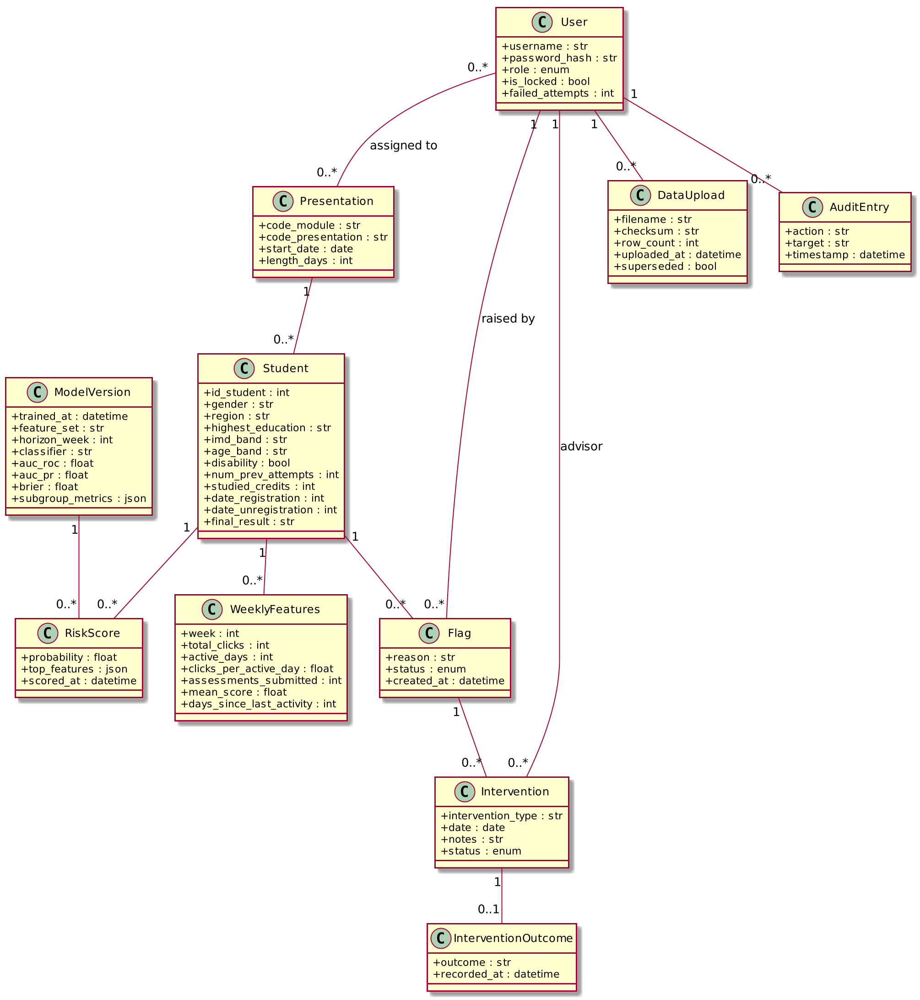 C User
+username : str
+password_hash : str
+role : enum
+is_locked : bool
+failed_attempts : int
0..*
1
1
1
1
assigned to
0..*
0..*
0..*
C Presentation
+code_module : str
+code_presentation : str
+start_date : date
+length_days : int
C DataUpload
+filename : str
+checksum : str
+row_count : int
+uploaded_at : datetime
+superseded : bool
C AuditEntry
+action : str
+target : str
+timestamp : datetime
1
raised by
0..*
C Student
+id_student : int
+gender : str
+region : str
+highest_education : str
+imd_band : str
+age_band : str
+disability : bool
+num_prev_attempts : int
+studied_credits : int
+date_registration : int
+date_unregistration : int
+final_result : str
C ModelVersion
+trained_at : datetime
+feature_set : str
+horizon_week : int
+classifier : str
+auc_roc : float
+auc_pr : float
+brier : float
+subgroup_metrics : json
advisor
1
1
1
1
0..*
0..*
0..*
0..*
0..*
C RiskScore
+probability : float
+top_features : json
+scored_at : datetime
C WeeklyFeatures
+week : int
+total_clicks : int
+active_days : int
+clicks_per_active_day : float
+assessments_submitted : int
+mean_score : float
+days_since_last_activity : int
C Flag
+reason : str
+status : enum
+created_at : datetime
1
0..*
0..*
C Intervention
+intervention_type : str
+date : date
+notes : str
+status : enum
1
0..1
C InterventionOutcome
+outcome : str
+recorded_at : datetime